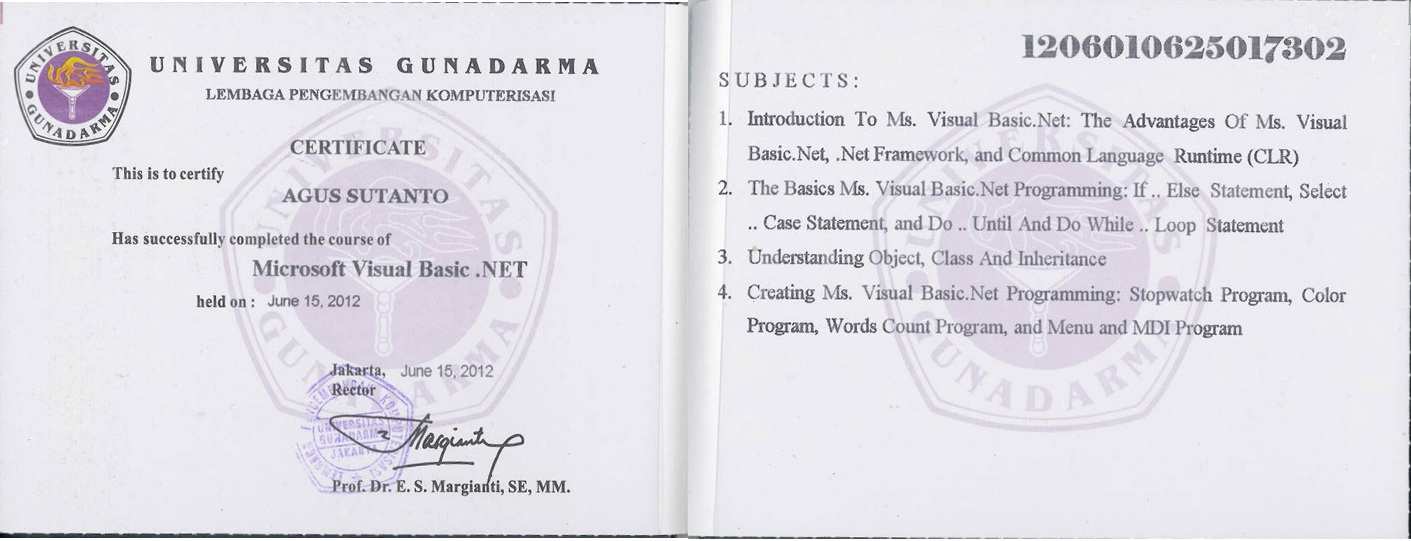 UNIVERSITAS GUNADARMA
UNIVERSITAS GUNADARMA
LEMBAGA PENGEMBANGAN KOMPUTERISASI
CERTIFICATE
This is to certify
AGUS SUTANTO
Has successfully completed the course of
Microsoft Visual Basic .NET
held on : June 15, 2012
Jakarta, June 15, 2012
Rector
UNIVERSITAS
GUNADARMA
JAKARTA
Margianti
Prof. Dr. E. S. Margianti, SE, MM.
UNIVERSITAS GUNADARMA
1206010625017302
SUBJECTS:
1. Introduction To Ms. Visual Basic.Net: The Advantages Of Ms. Visual
Basic.Net, .Net Framework, and Common Language Runtime (CLR)
2. The Basics Ms. Visual Basic.Net Programming: If .. Else Statement, Select
.. Case Statement, and Do .. Until And Do While .. Loop Statement
3. Understanding Object, Class And Inheritance
4. Creating Ms. Visual Basic.Net Programming: Stopwatch Program, Color
Program, Words Count Program, and Menu and MDI Program
UNIVERSITAS GUNADARMA